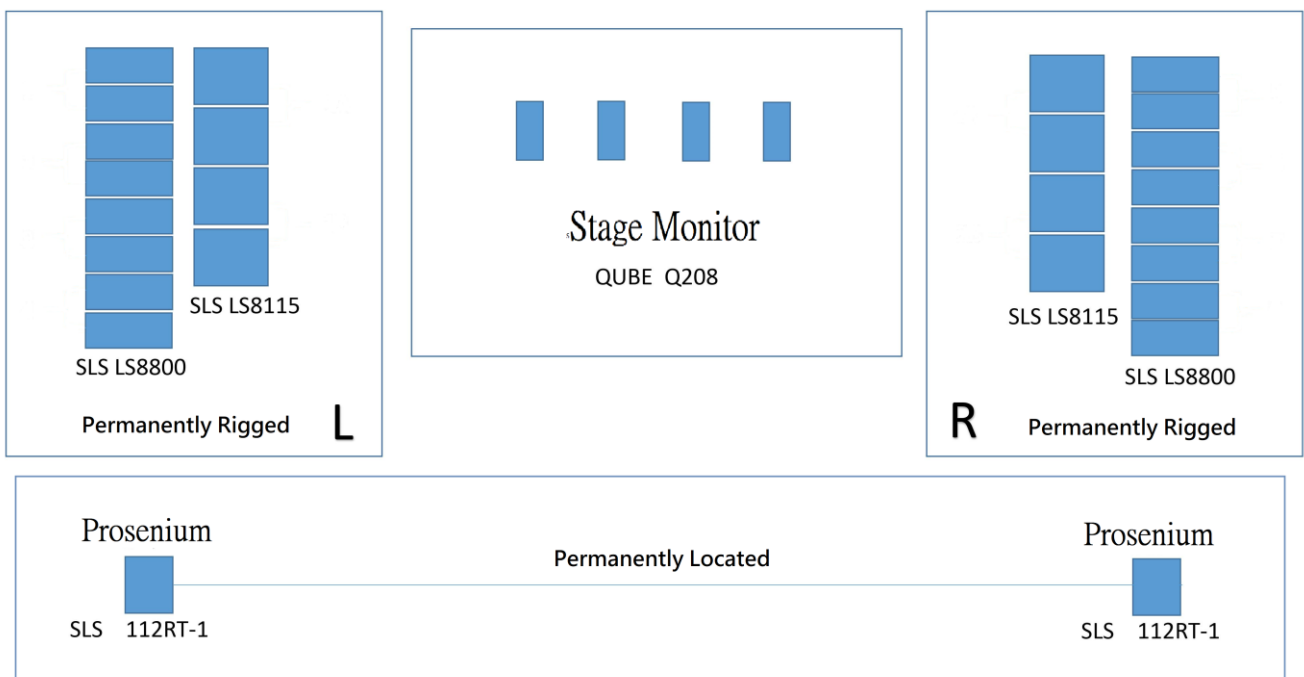 SLS LS8115
SLS LS8800
Permanently Rigged
L
Stage Monitor
QUBE Q208
SLS LS8115
SLS LS8800
R
Permanently Rigged
Prosenium
SLS 112RT-1
Permanently Located
Prosenium
SLS 112RT-1